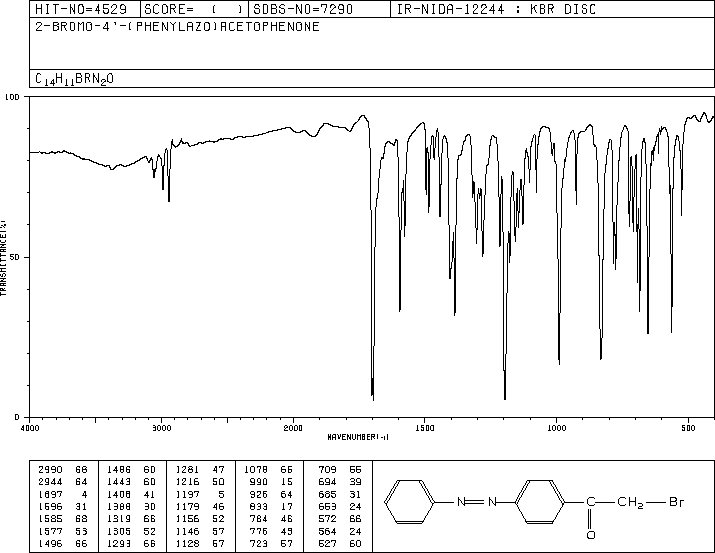 HIT-NO=4529 SCORE= ( ) SDBS-NO=7290 IR-NIDA-12244 : KBR DISC
2-BROMO-4'-(PHENYLAZO)ACETOPHENONE
C14H11BRN2O
100
50
0
TRANSMITTANCE(%)
4000 3000 2000 1500 1000 500
WAVENUMBER(-1)
2990 68 1486 60 1281 47 1078 66 709 55
2944 64 1443 60 1216 50 990 15 694 39
1697 4 1408 41 1197 5 926 64 685 31
1596 31 1388 30 1179 46 833 17 653 24
1585 68 1319 66 1156 52 784 46 572 66
1577 53 1305 52 1146 57 776 49 564 24
1496 66 1293 66 1128 57 723 57 527 60
N=N C CH2 Br
O